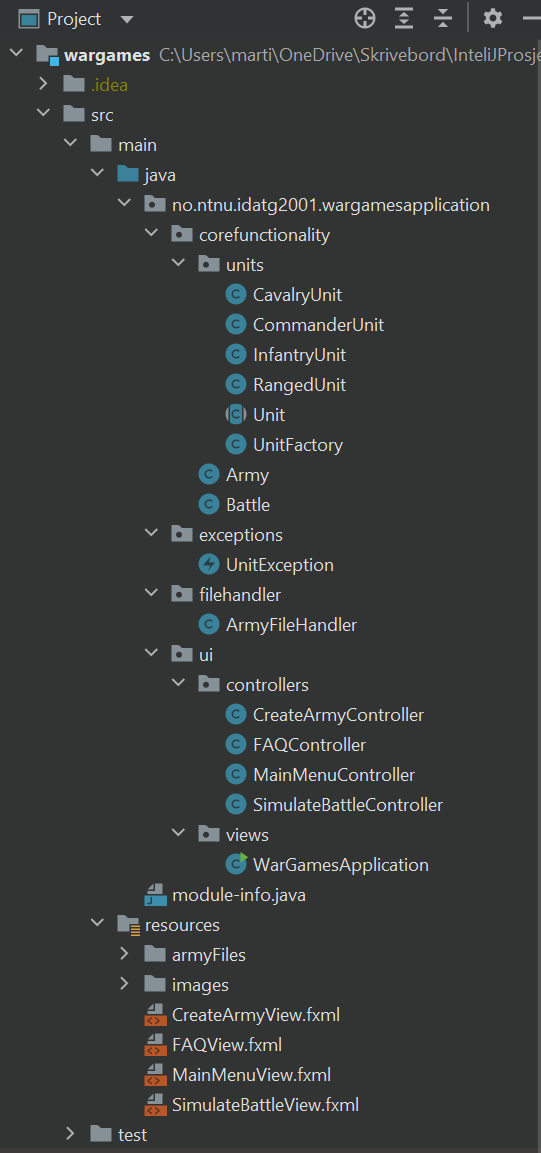 Project
wargames C:\Users\marti\OneDrive\Skrivebord\InteliJProsje
.idea
src
main
java
no.ntnu.idatg2001.wargamesapplication
corefunctionality
units
CavalryUnit
CommanderUnit
InfantryUnit
RangedUnit
Unit
UnitFactory
Army
Battle
exceptions
UnitException
filehandler
ArmyFileHandler
ui
controllers
CreateArmyController
FAQController
MainMenuController
SimulateBattleController
views
WarGamesApplication
module-info.java
resources
armyFiles
images
CreateArmyView.fxml
FAQView.fxml
MainMenuView.fxml
SimulateBattleView.fxml
test